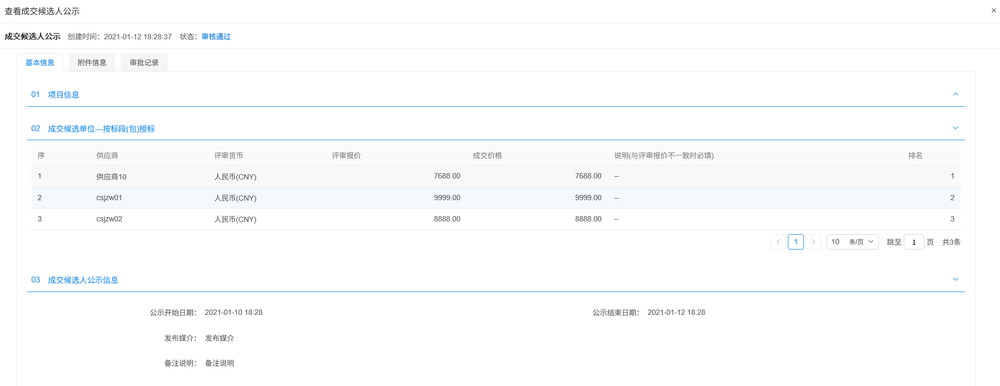 查看成交候选人公示 ×
成交候选人公示 创建时间：2021-01-12 18:28:37 状态：审核通过
基本信息 附件信息 审批记录
01 项目信息
02 成交候选单位—按标段(包)授标
序 供应商 评审货币 评审报价 成交价格 说明(与评审报价不一致时必填) 排名
1 供应商10 人民币(CNY) 7688.00 7688.00 -- 1
2 csjzw01 人民币(CNY) 9999.00 9999.00 -- 2
3 csjzw02 人民币(CNY) 8888.00 8888.00 -- 3
1 10 条/页 跳至 1 页 共3条
03 成交候选人公示信息
公示开始日期： 2021-01-10 18:28 公示结束日期： 2021-01-12 18:28
发布媒介： 发布媒介
备注说明： 备注说明